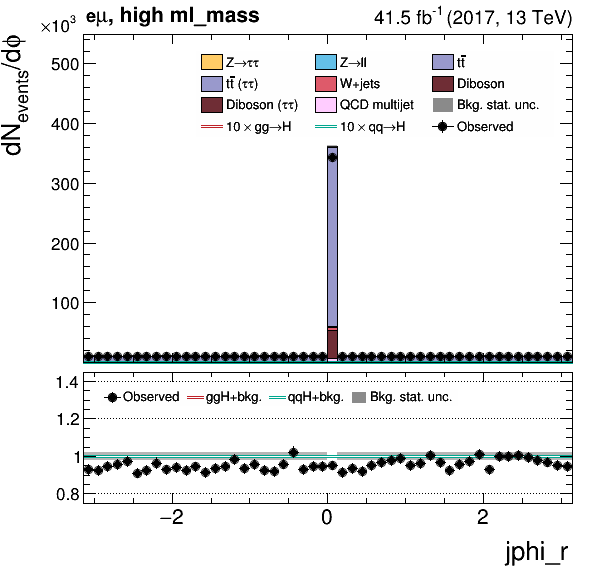 ×10³ eμ, high ml_mass 41.5 fb⁻¹ (2017, 13 TeV)
dN_events/dϕ
500
400
300
200
100
Z→ττ Z→ll tt̄
tt̄ (ττ) W+jets Diboson
Diboson (ττ) QCD multijet Bkg. stat. unc.
10 × gg→H 10 × qq→H Observed
1.4
1.2
1
0.8
Observed ggH+bkg. qqH+bkg. Bkg. stat. unc.
−2 0 2
jphi_r